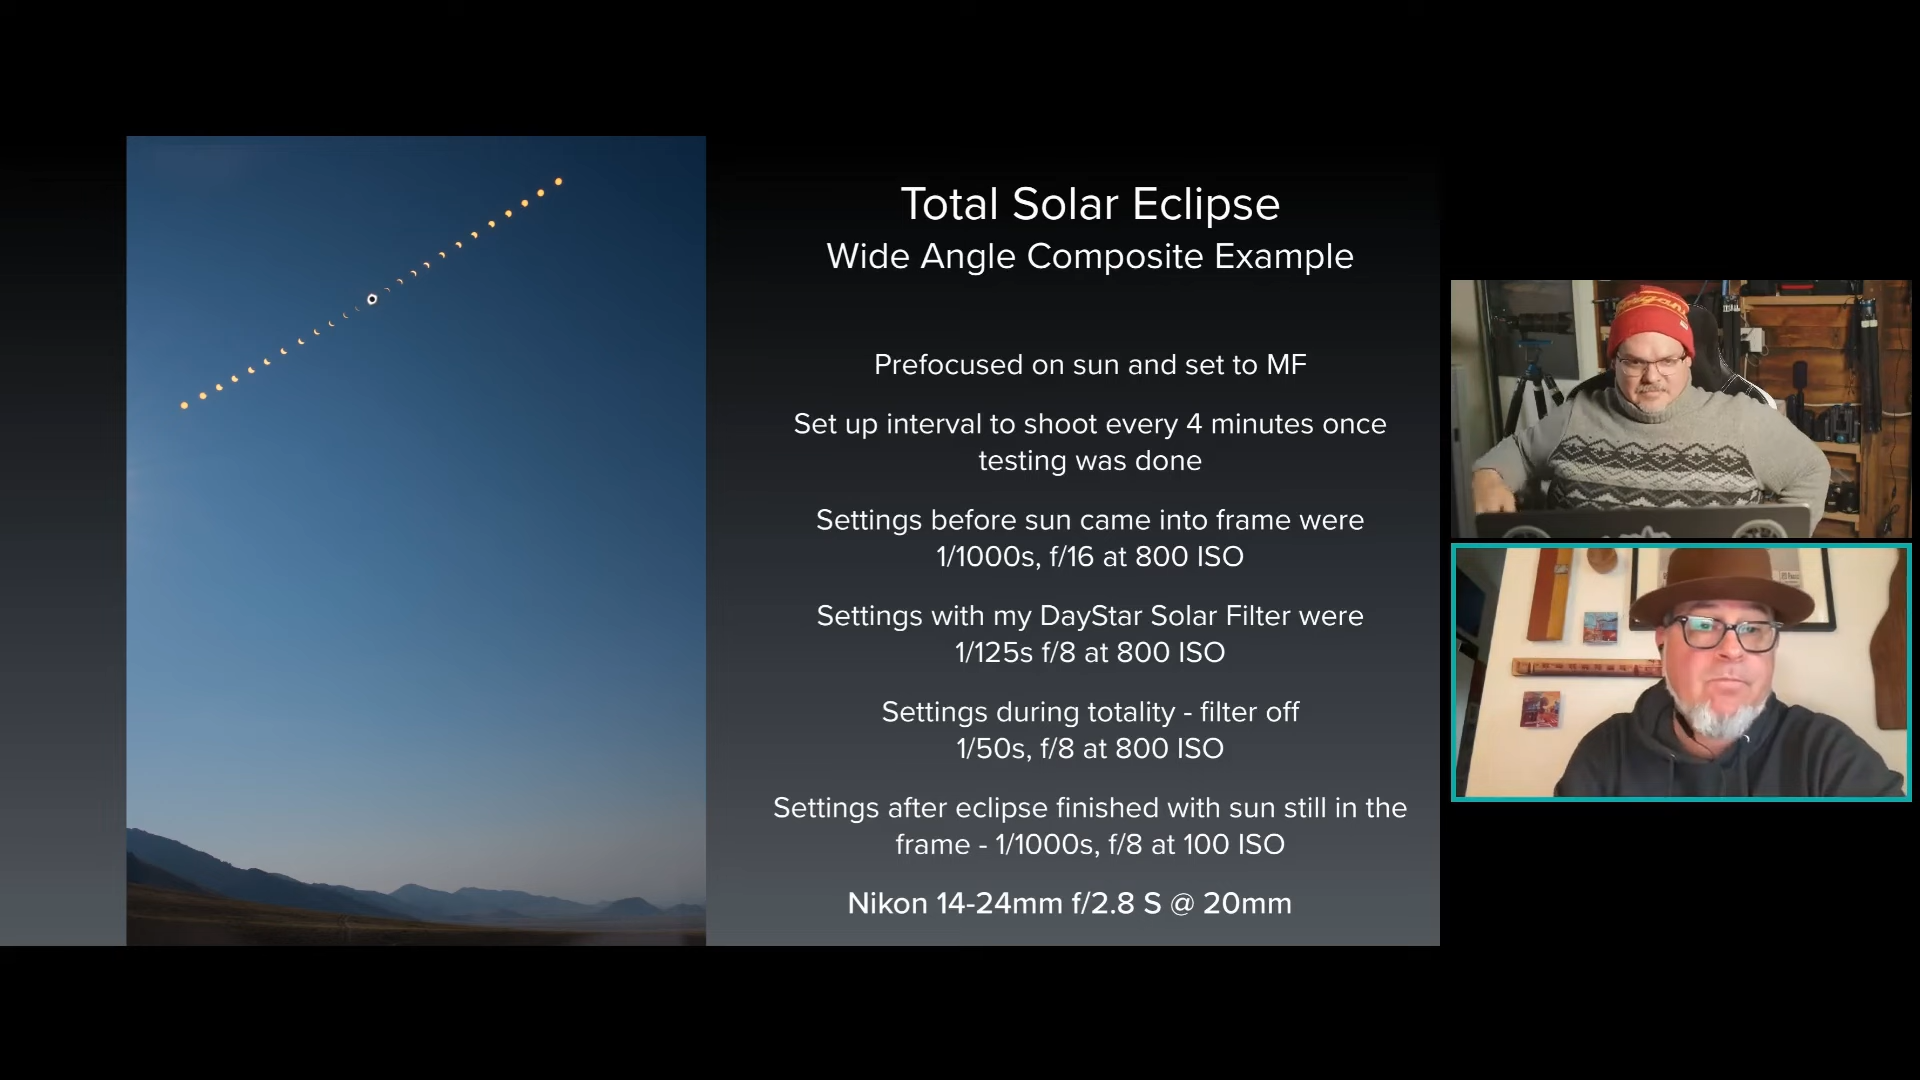 Total Solar Eclipse
Wide Angle Composite Example
Prefocused on sun and set to MF
Set up interval to shoot every 4 minutes once
testing was done
Settings before sun came into frame were
1/1000s, f/16 at 800 ISO
Settings with my DayStar Solar Filter were
1/125s f/8 at 800 ISO
Settings during totality - filter off
1/50s, f/8 at 800 ISO
Settings after eclipse finished with sun still in the
frame - 1/1000s, f/8 at 100 ISO
Nikon 14-24mm f/2.8 S @ 20mm